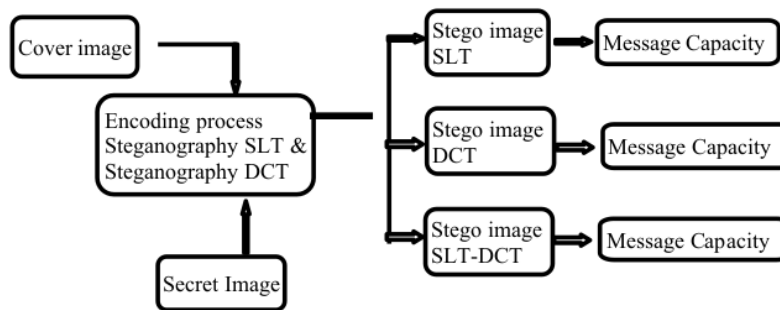 Cover image
Encoding process
Steganography SLT &
Steganography DCT
Secret Image
Stego image
SLT
Message Capacity
Stego image
DCT
Message Capacity
Stego image
SLT-DCT
Message Capacity